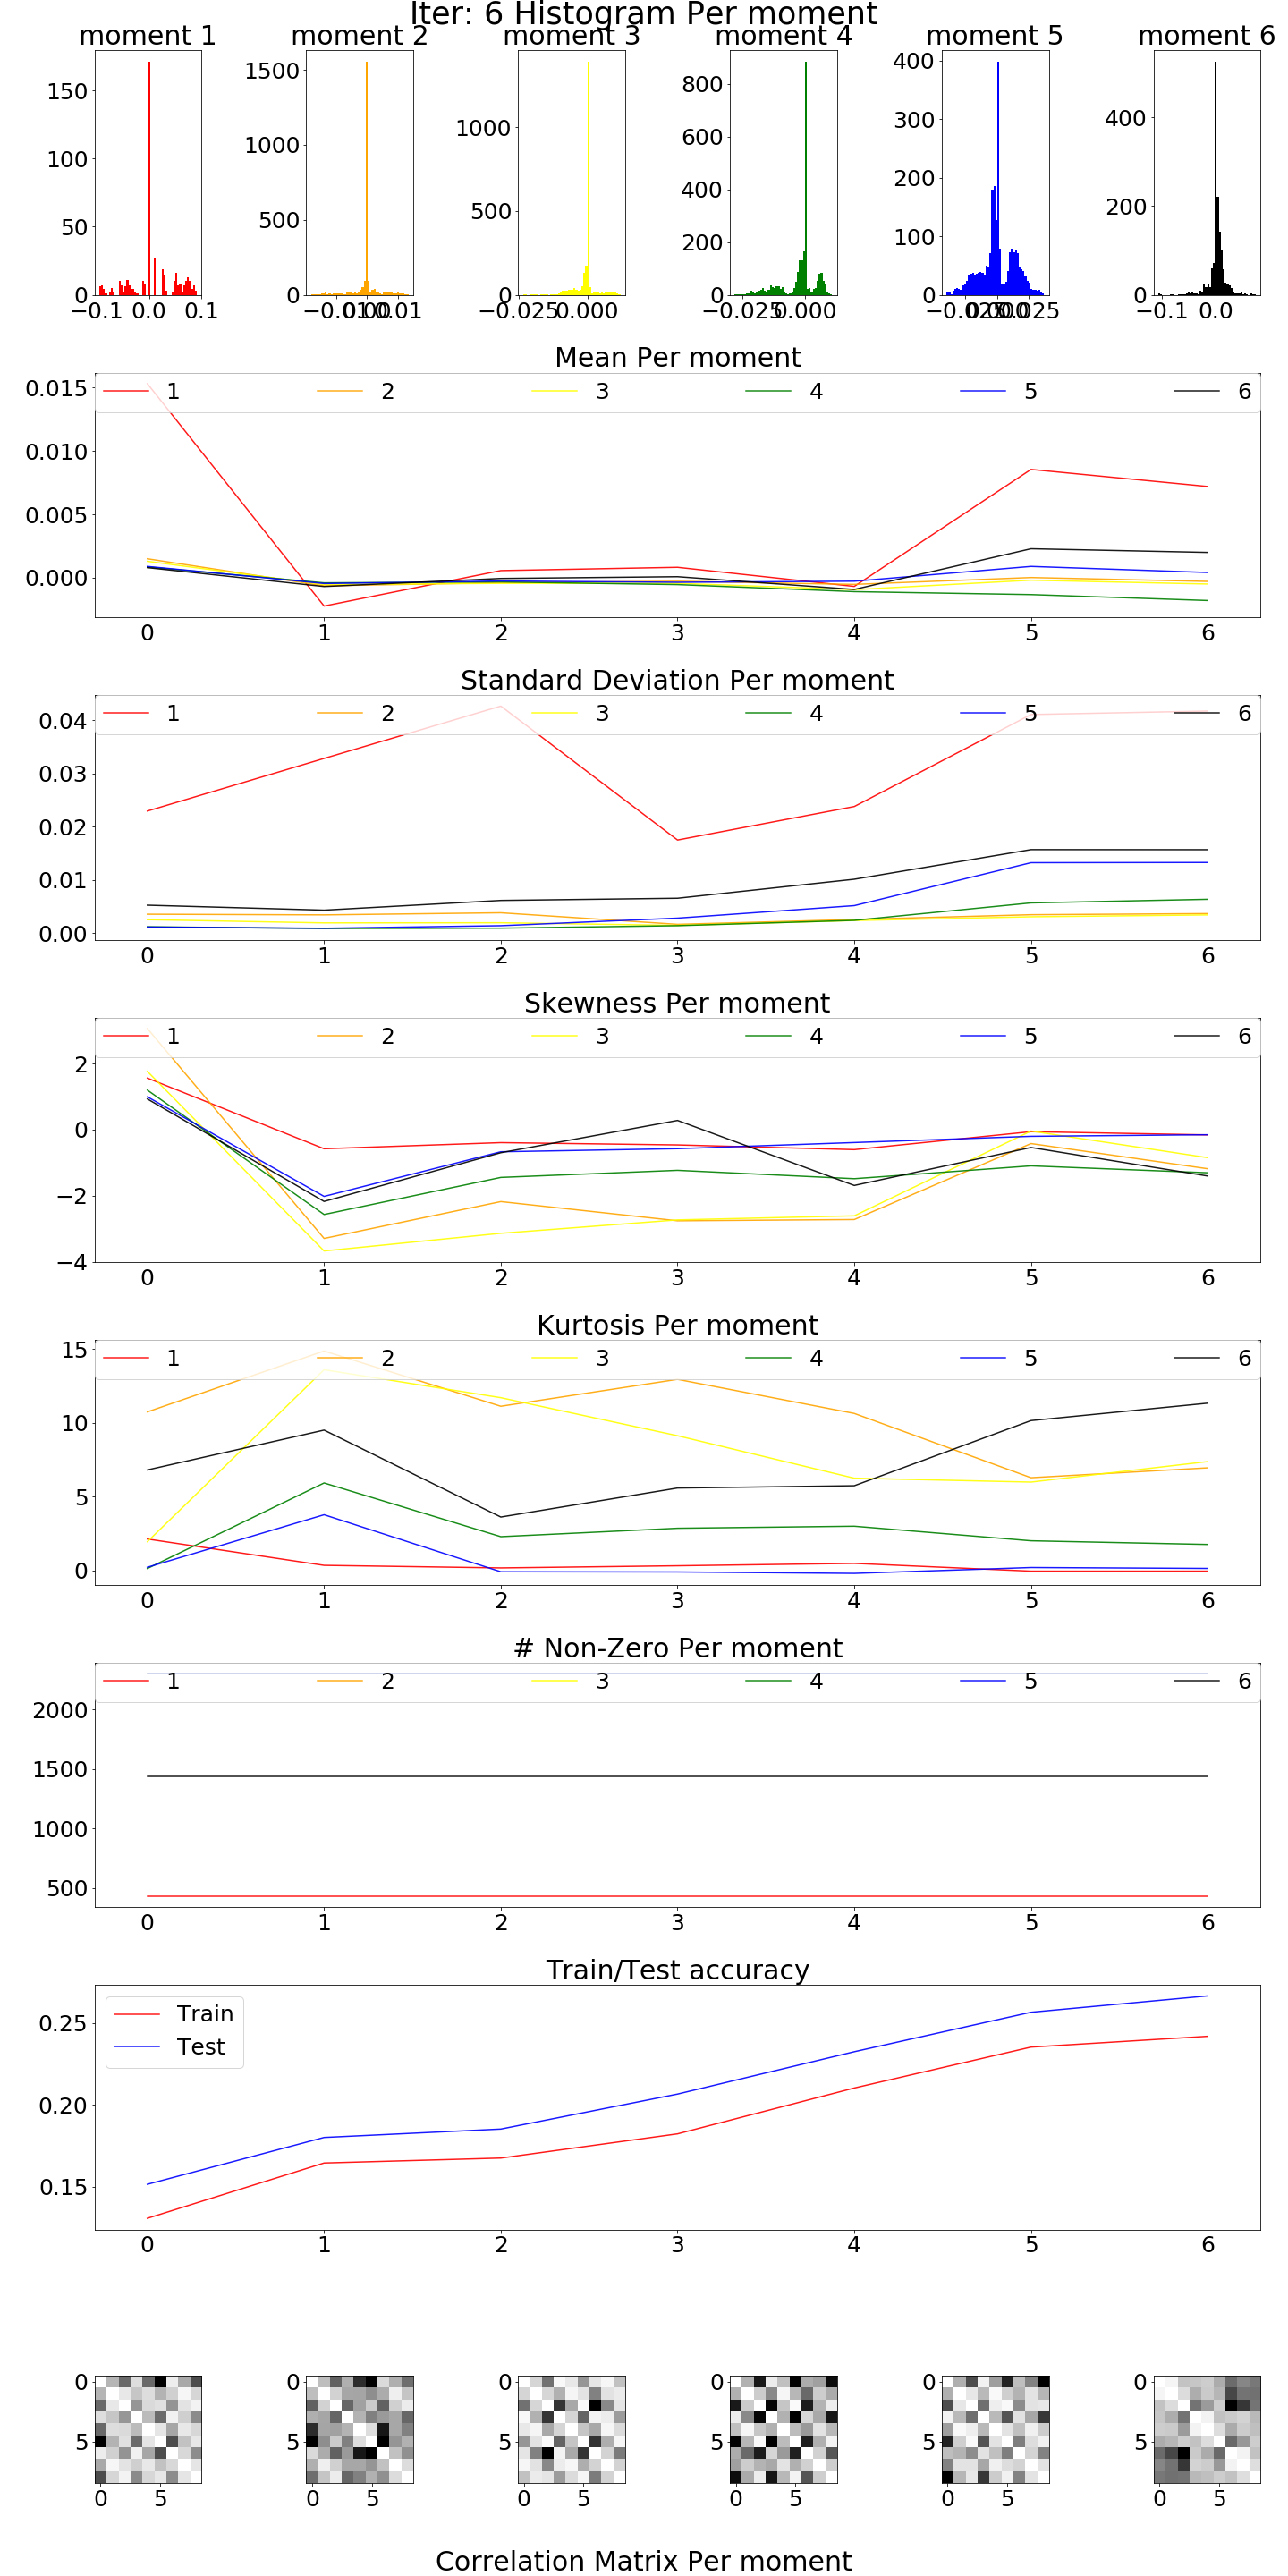 Iter: 6 Histogram Per moment
moment 1 moment 2 moment 3 moment 4 moment 5 moment 6
150
100
50
0
−0.1 0.0 0.1
1500
1000
500
0
−0.01 0.00 0.01
1000
500
0
−0.025 0.000
800
600
400
200
0
−0.025 0.000
400
300
200
100
0
−0.025 0.000 0.025
400
200
0
−0.1 0.0
Mean Per moment
1 2 3 4 5 6
0.015
0.010
0.005
0.000
0 1 2 3 4 5 6
Standard Deviation Per moment
1 2 3 4 5 6
0.04
0.03
0.02
0.01
0.00
0 1 2 3 4 5 6
Skewness Per moment
1 2 3 4 5 6
2
0
−2
−4
0 1 2 3 4 5 6
Kurtosis Per moment
1 2 3 4 5 6
15
10
5
0
0 1 2 3 4 5 6
# Non-Zero Per moment
1 2 3 4 5 6
2000
1500
1000
500
0 1 2 3 4 5 6
Train/Test accuracy
Train
Test
0.25
0.20
0.15
0 1 2 3 4 5 6
0 0 0 0 0 0
5 5 5 5 5 5
0 5 0 5 0 5 0 5 0 5 0 5
Correlation Matrix Per moment